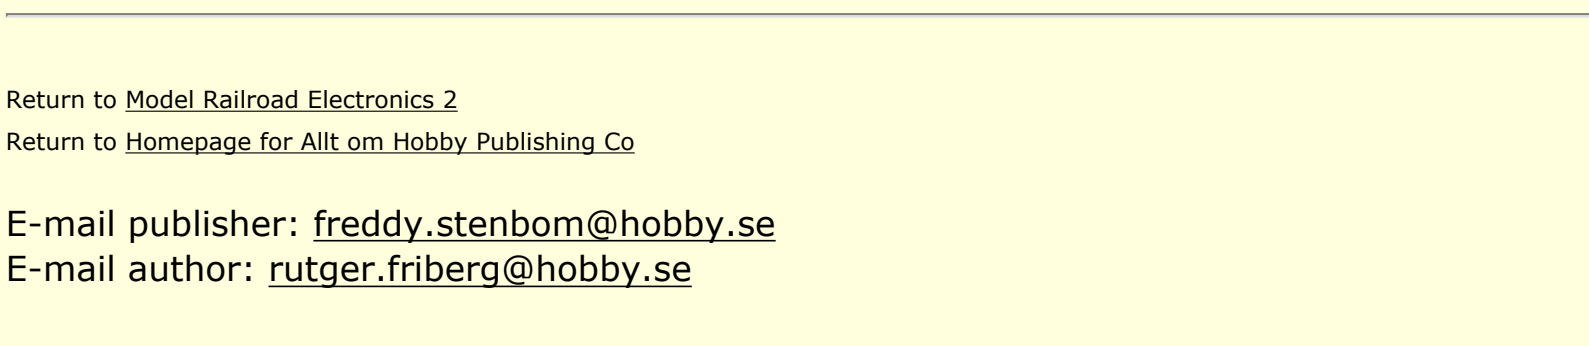 Return to Model Railroad Electronics 2
Return to Homepage for Allt om Hobby Publishing Co
E-mail publisher: freddy.stenbom@hobby.se
E-mail author: rutger.friberg@hobby.se